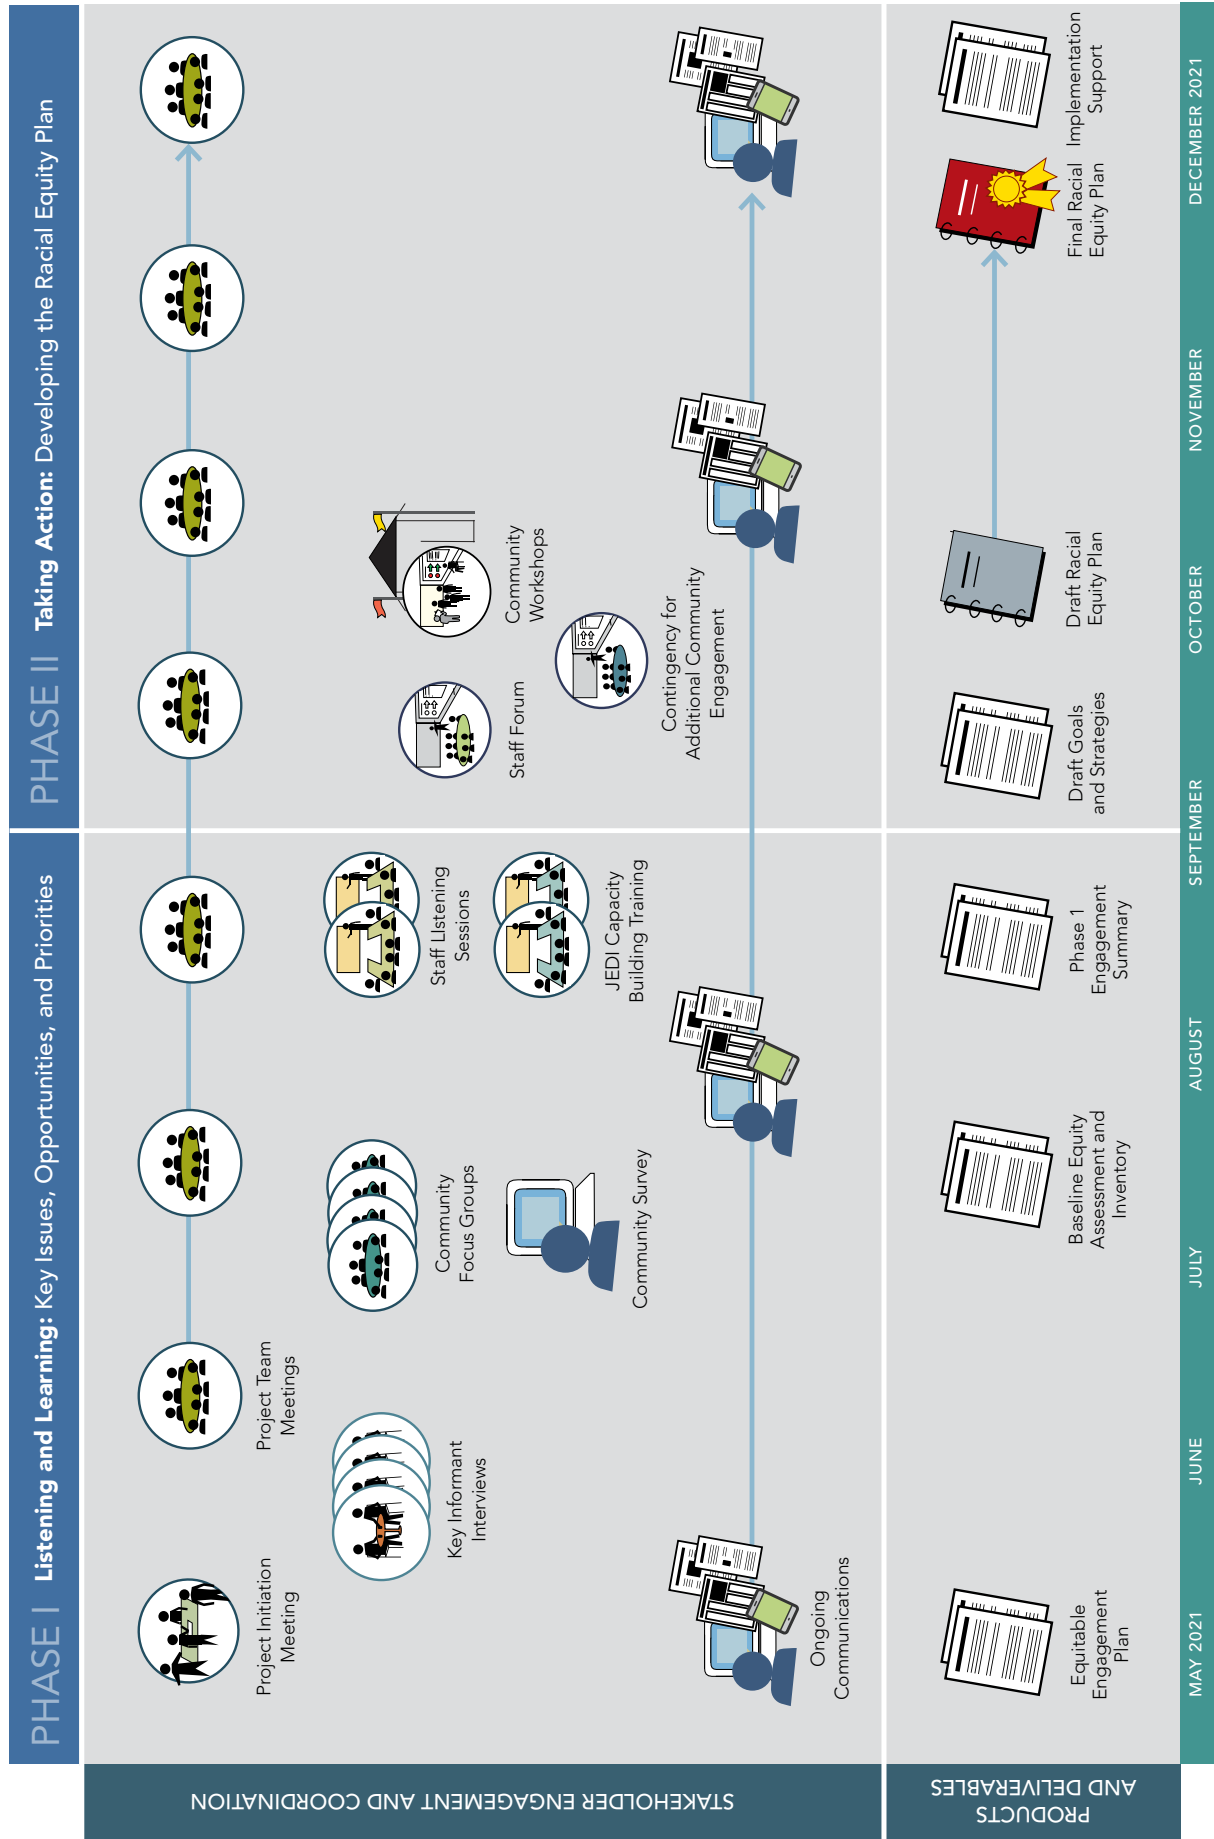 PHASE I Listening and Learning: Key Issues, Opportunities, and Priorities
PHASE II Taking Action: Developing the Racial Equity Plan
STAKEHOLDER ENGAGEMENT AND COORDINATION
Project Initiation
Meeting
Project Team
Meetings
Key Informant
Interviews
Community
Focus Groups
Community Survey
Staff LIstening
Sessions
JEDI Capacity
Building Training
Staff Forum
Community
Workshops
Contingency for
Additional Community
Engagement
Ongoing
Communications
PRODUCTS
AND DELIVERABLES
Equitable
Engagement
Plan
Baseline Equity
Assessment and
Inventory
Phase 1
Engagement
Summary
Draft Goals
and Strategies
Draft Racial
Equity Plan
Final Racial
Equity Plan
Implementation
Support
MAY 2021
JUNE
JULY
AUGUST
SEPTEMBER
OCTOBER
NOVEMBER
DECEMBER 2021